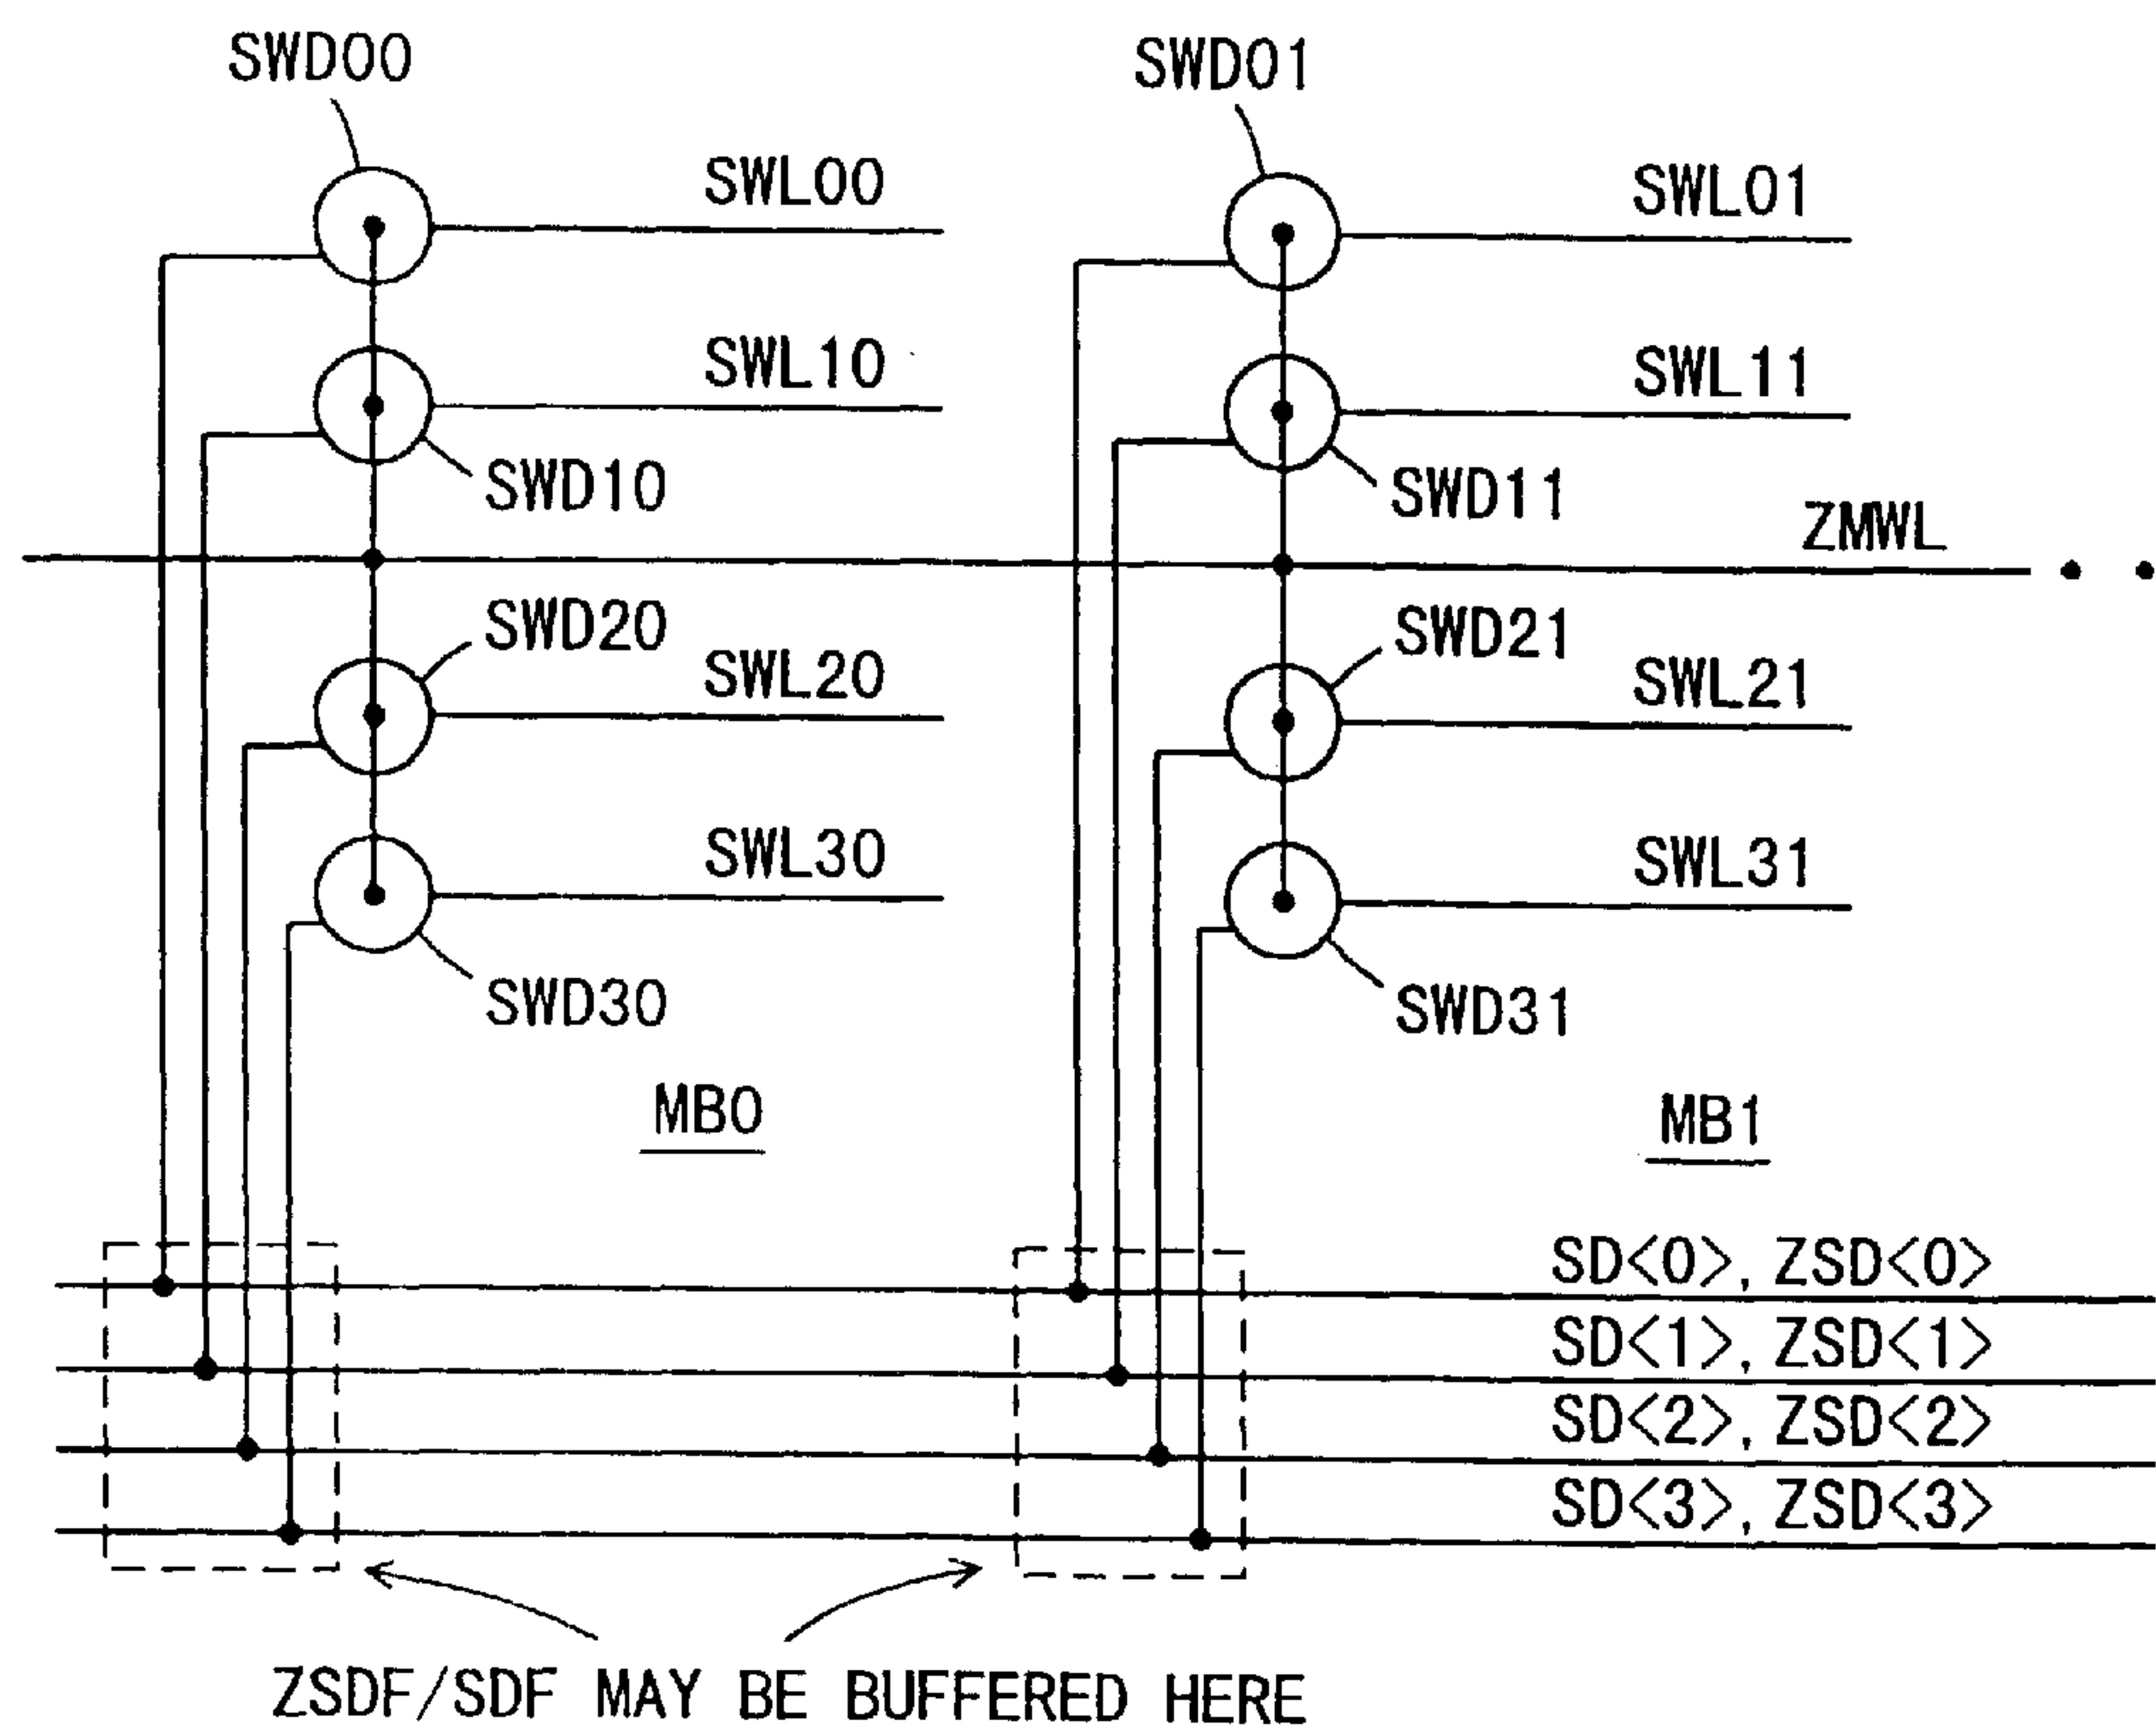 SWD00
SWD01
SWL00
SWL01
SWL10
SWL11
SWD10
SWD11
ZMWL
SWD20
SWD21
SWL20
SWL21
SWL30
SWL31
SWD30
SWD31
MB0
MB1
SD<0>, ZSD<0>
SD<1>, ZSD<1>
SD<2>, ZSD<2>
SD<3>, ZSD<3>
ZSDF/SDF MAY BE BUFFERED HERE